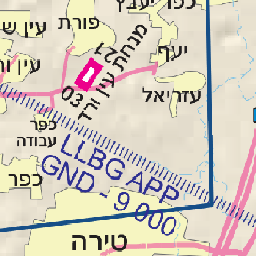 כפר יעבץ
פורת
עין ש
יעף
מנחת עין ורד
21
03
עין ור
עזריאל
כפר
עבודה
LLBG APP
GND - 9 000
כפר
טירה